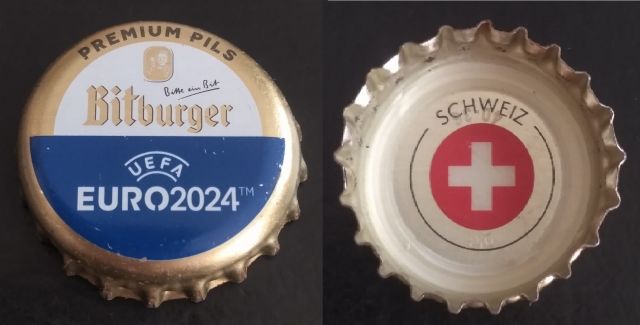 PREMIUM PILS
Bitte ein Bit
Bitburger
UEFA
EURO2024™
SCHWEIZ